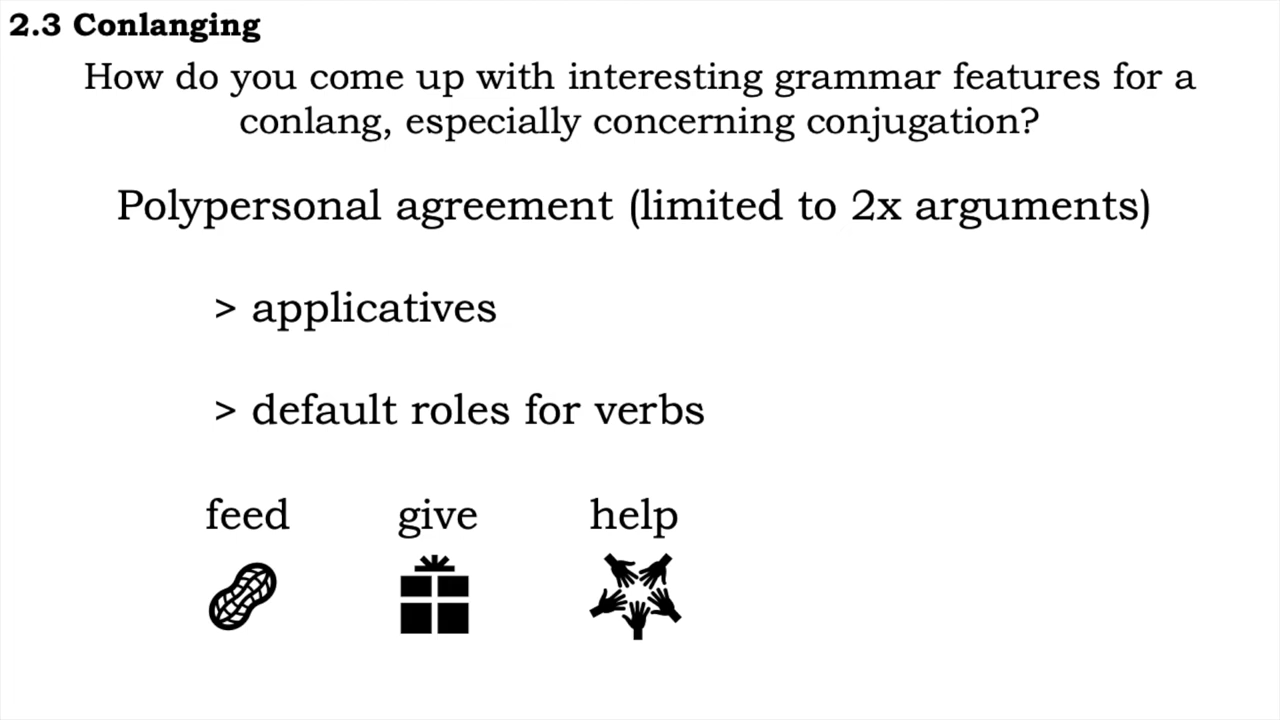 2.3 Conlanging
How do you come up with interesting grammar features for a
conlang, especially concerning conjugation?
Polypersonal agreement (limited to 2x arguments)
> applicatives
> default roles for verbs
feed give help